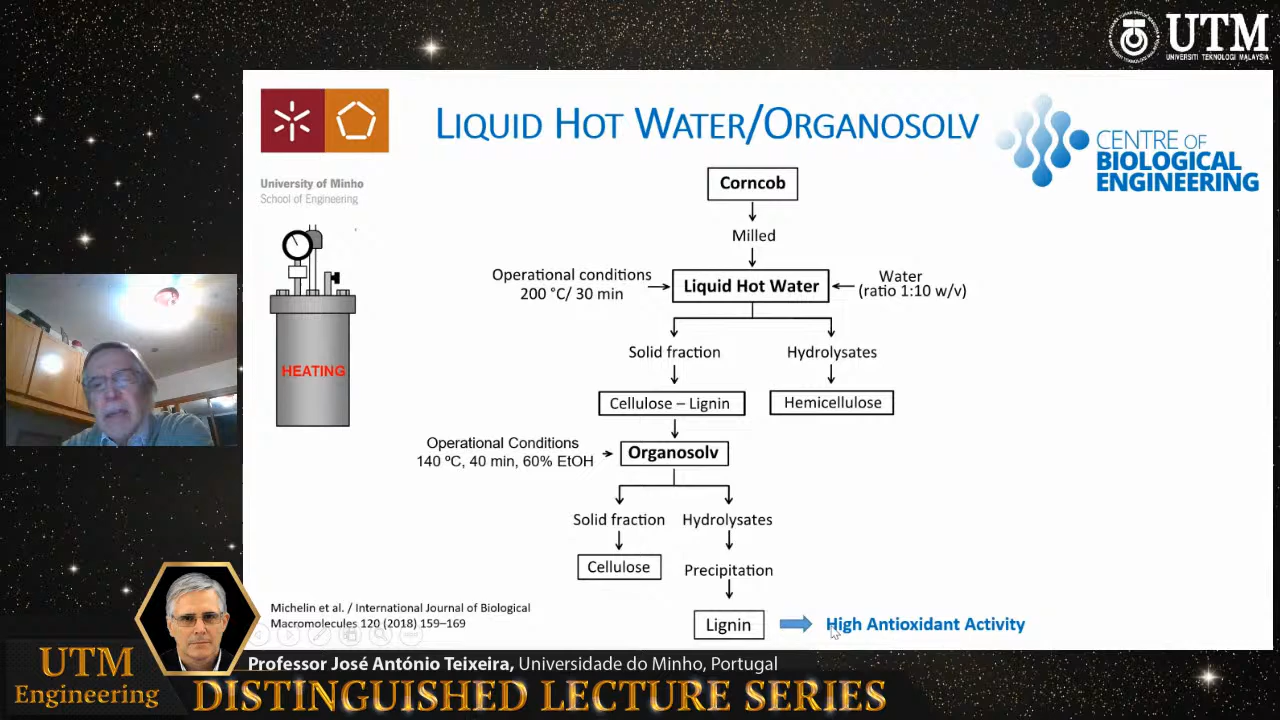 UTM
UNIVERSITI TEKNOLOGI MALAYSIA
LIQUID HOT WATER/ORGANOSOLV
CENTRE OF
BIOLOGICAL
ENGINEERING
University of Minho
School of Engineering
Corncob
Milled
Operational conditions
200 °C/ 30 min
Liquid Hot Water
Water
(ratio 1:10 w/v)
HEATING
Solid fraction
Hydrolysates
Cellulose – Lignin
Hemicellulose
Operational Conditions
140 ºC, 40 min, 60% EtOH
Organosolv
Solid fraction
Hydrolysates
Cellulose
Precipitation
Lignin
High Antioxidant Activity
Michelin et al. / International Journal of Biological
Macromolecules 120 (2018) 159–169
UTM
Engineering
Professor José António Teixeira, Universidade do Minho, Portugal
DISTINGUISHED LECTURE SERIES